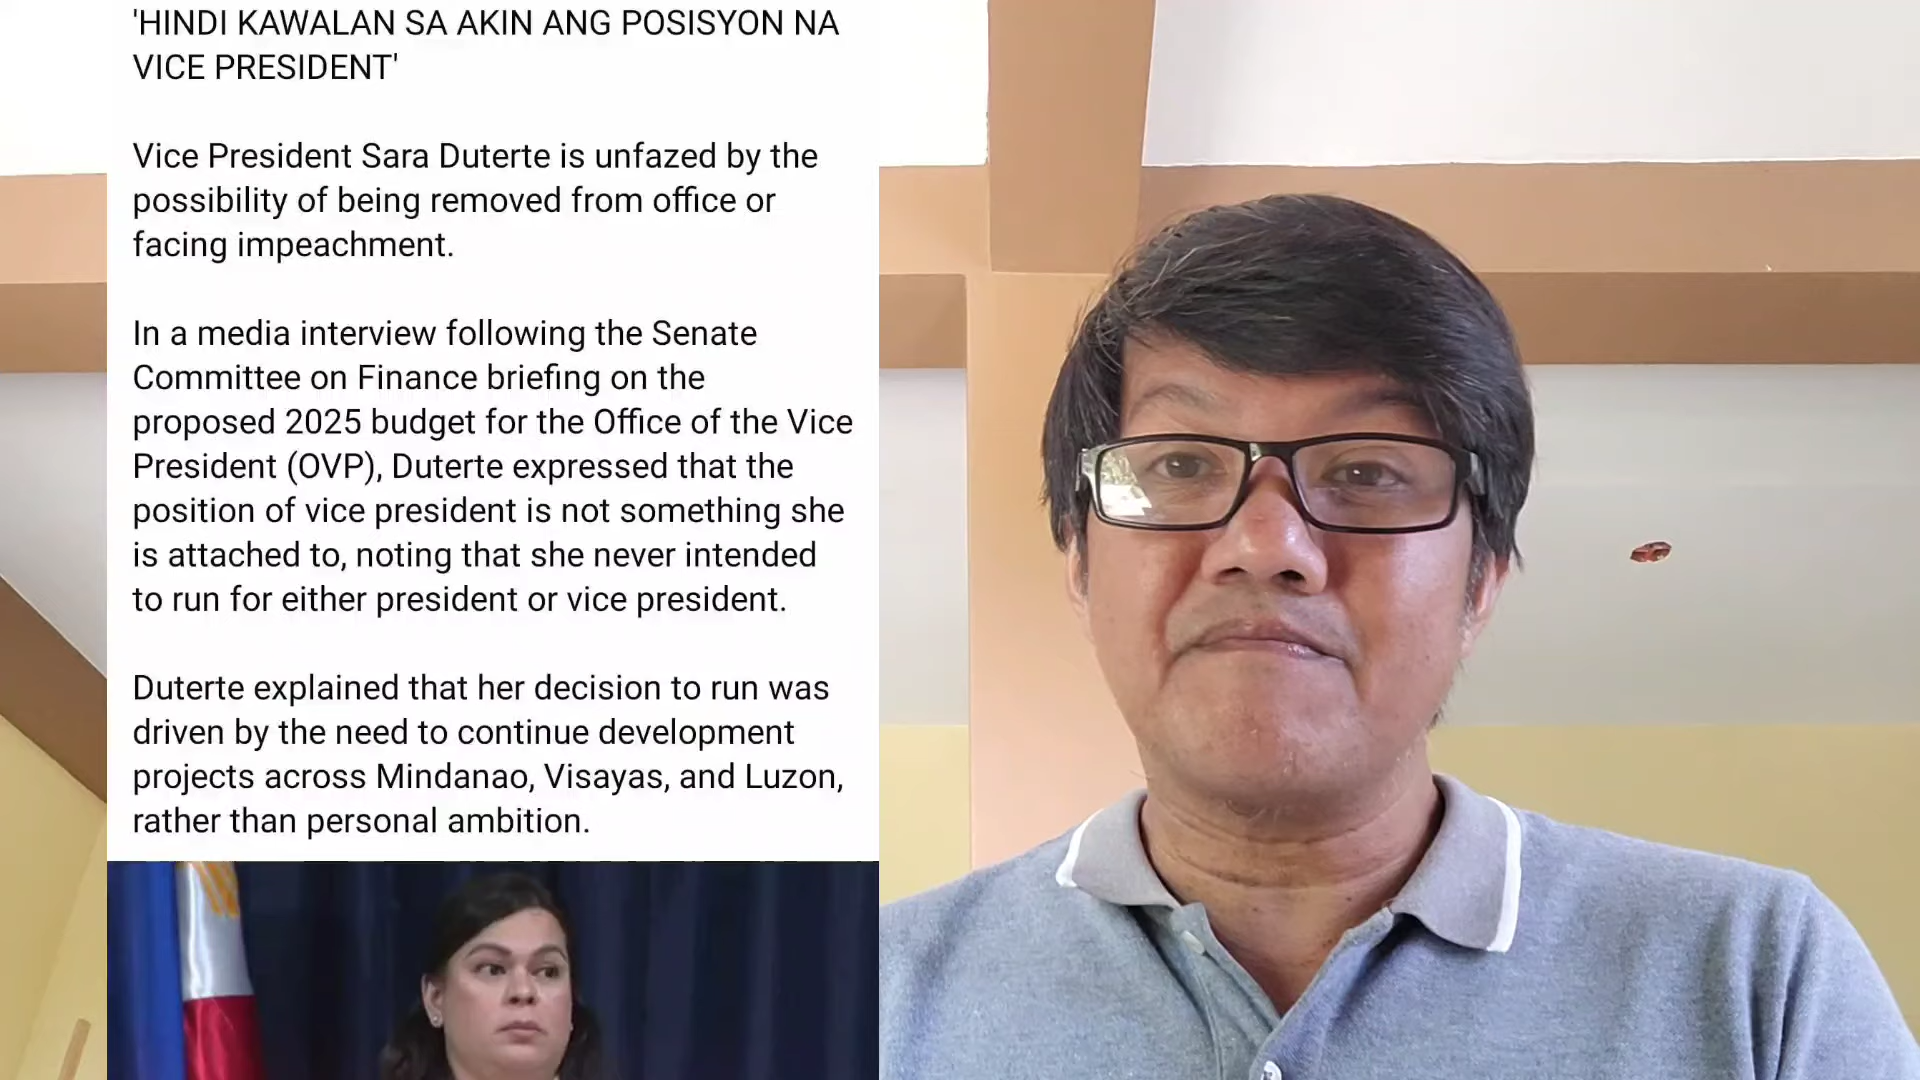 'HINDI KAWALAN SA AKIN ANG POSISYON NA
VICE PRESIDENT'
Vice President Sara Duterte is unfazed by the
possibility of being removed from office or
facing impeachment.
In a media interview following the Senate
Committee on Finance briefing on the
proposed 2025 budget for the Office of the Vice
President (OVP), Duterte expressed that the
position of vice president is not something she
is attached to, noting that she never intended
to run for either president or vice president.
Duterte explained that her decision to run was
driven by the need to continue development
projects across Mindanao, Visayas, and Luzon,
rather than personal ambition.